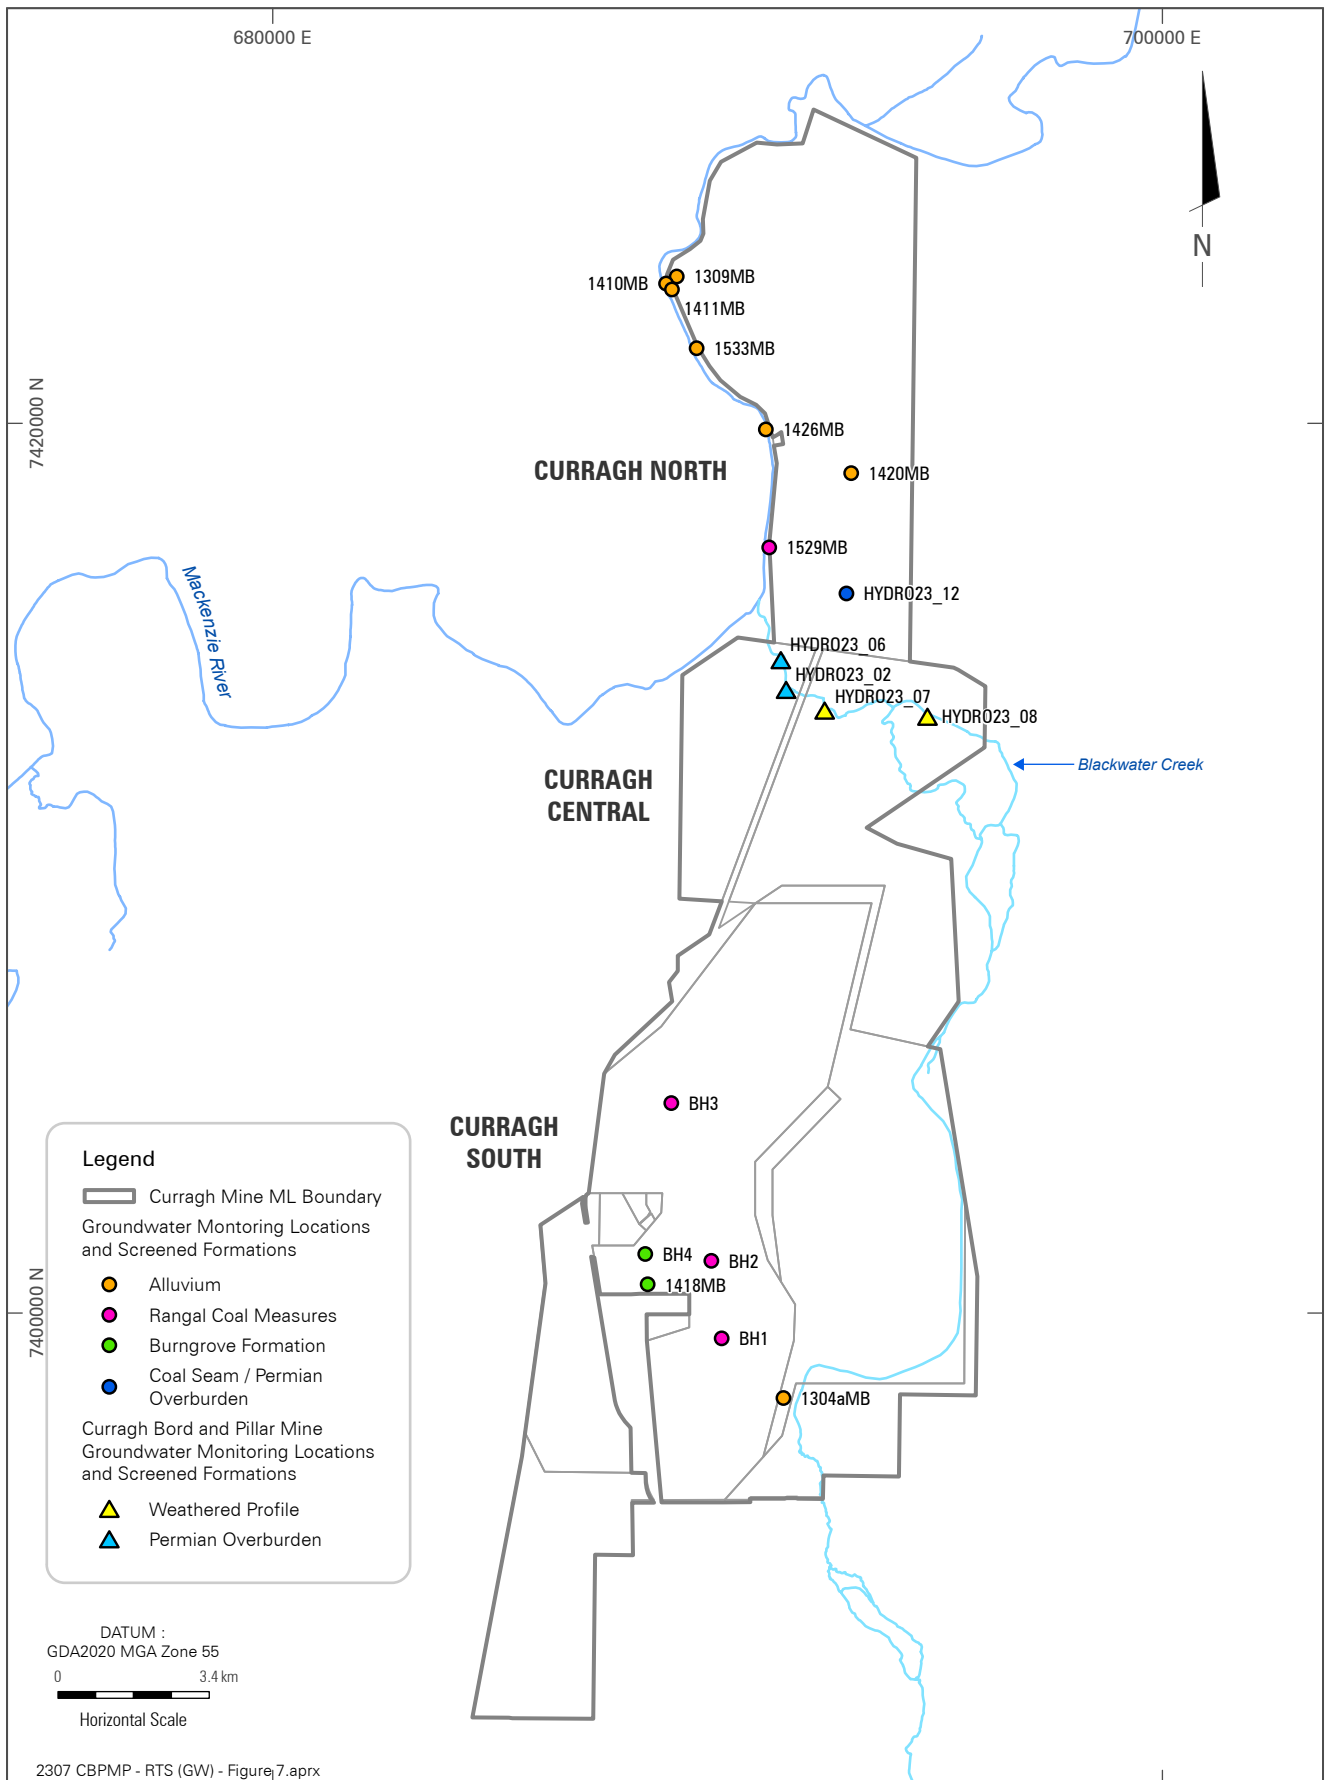 680000 E
700000 E
N
1410MB
1309MB
1411MB
1533MB
7420000 N
1426MB
CURRAGH NORTH
1420MB
1529MB
Mackenzie River
HYDRO23_12
HYDRO23_06
HYDRO23_02
HYDRO23_07
HYDRO23_08
CURRAGH
CENTRAL
Blackwater Creek
BH3
CURRAGH
SOUTH
BH4
BH2
1418MB
7400000 N
BH1
1304aMB
Legend
Curragh Mine ML Boundary
Groundwater Montoring Locations
and Screened Formations
Alluvium
Rangal Coal Measures
Burngrove Formation
Coal Seam / Permian
Overburden
Curragh Bord and Pillar Mine
Groundwater Monitoring Locations
and Screened Formations
Weathered Profile
Permian Overburden
DATUM :
GDA2020 MGA Zone 55
0 3.4 km
Horizontal Scale
2307 CBPMP - RTS (GW) - Figure 7.aprx